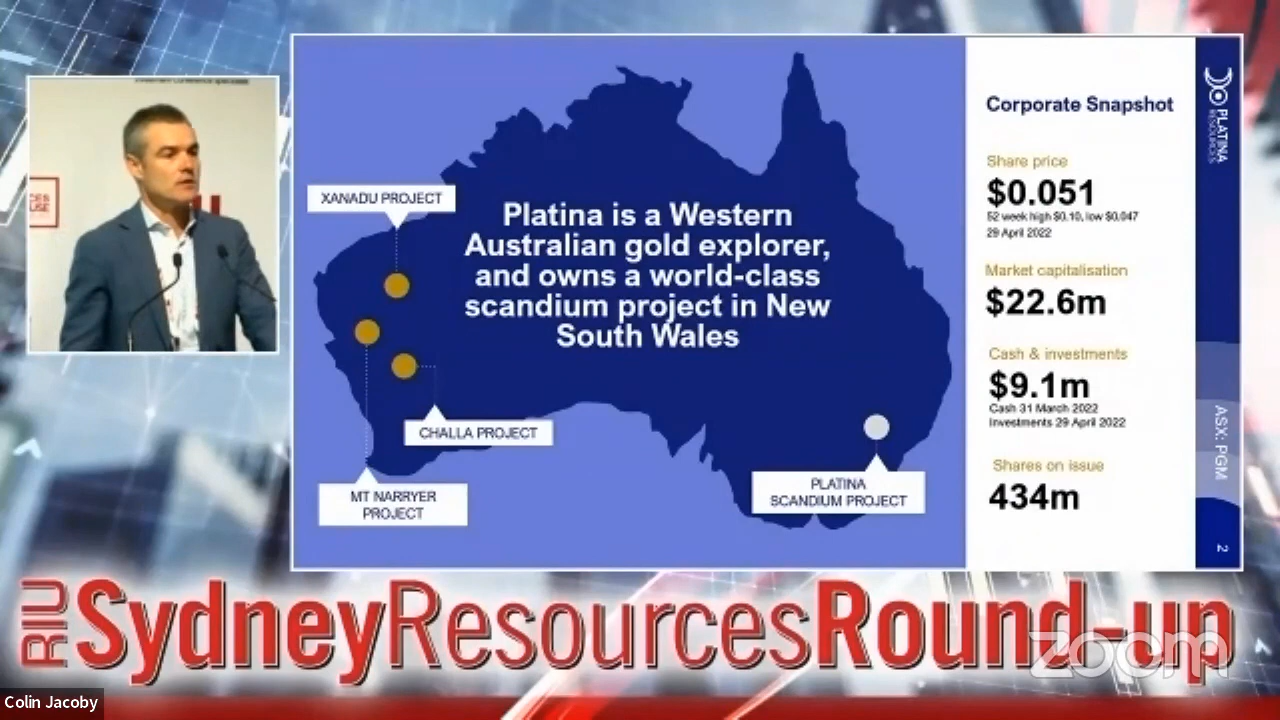 XANADU PROJECT
Platina is a Western
Australian gold explorer,
and owns a world-class
scandium project in New
South Wales
CHALLA PROJECT
MT NARRYER
PROJECT
PLATINA
SCANDIUM PROJECT
Corporate Snapshot
Share price
$0.051
52 week high $0.10, low $0.047
29 April 2022
Market capitalisation
$22.6m
Cash & investments
$9.1m
Cash 31 March 2022
Investments 29 April 2022
Shares on issue
434m
PLATINA
RESOURCES
ASX: PGM
2
RIU SydneyResourcesRound-up
zoom
Colin Jacoby